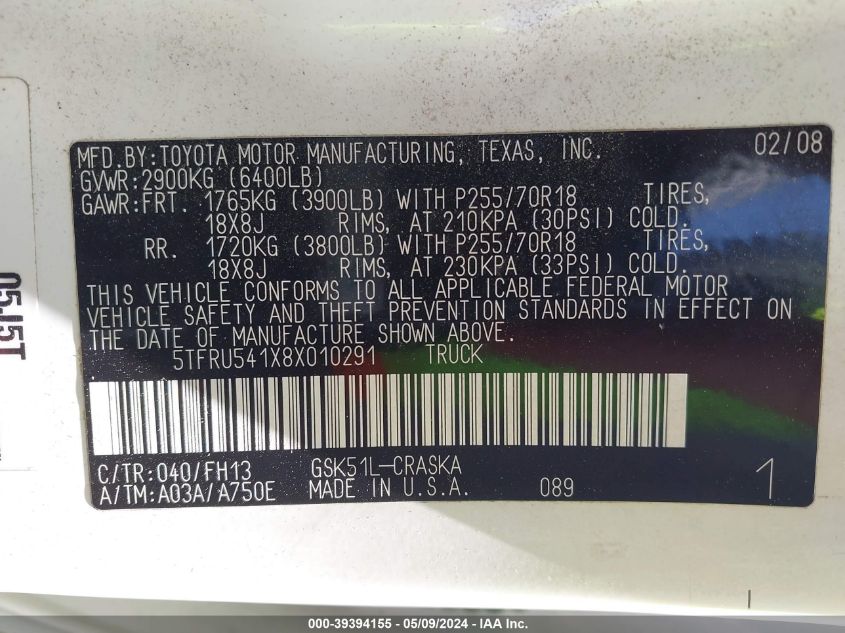 MFD.BY:TOYOTA MOTOR MANUFACTURING, TEXAS, INC. 02/08
GVWR:2900KG (6400LB)
GAWR:FRT. 1765KG (3900LB) WITH P255/70R18 TIRES,
18X8J RIMS, AT 210KPA (30PSI) COLD.
RR. 1720KG (3800LB) WITH P255/70R18 TIRES,
18X8J RIMS, AT 230KPA (33PSI) COLD.
THIS VEHICLE CONFORMS TO ALL APPLICABLE FEDERAL MOTOR
VEHICLE SAFETY AND THEFT PREVENTION STANDARDS IN EFFECT ON
THE DATE OF MANUFACTURE SHOWN ABOVE.
5TFRU541X8X010291 TRUCK
C/TR:040/FH13 GSK51L-CRASKA
A/TM:A03A/A750E MADE IN U.S.A. 089 1
05J5T
000-39394155 - 05/09/2024 - IAA Inc.